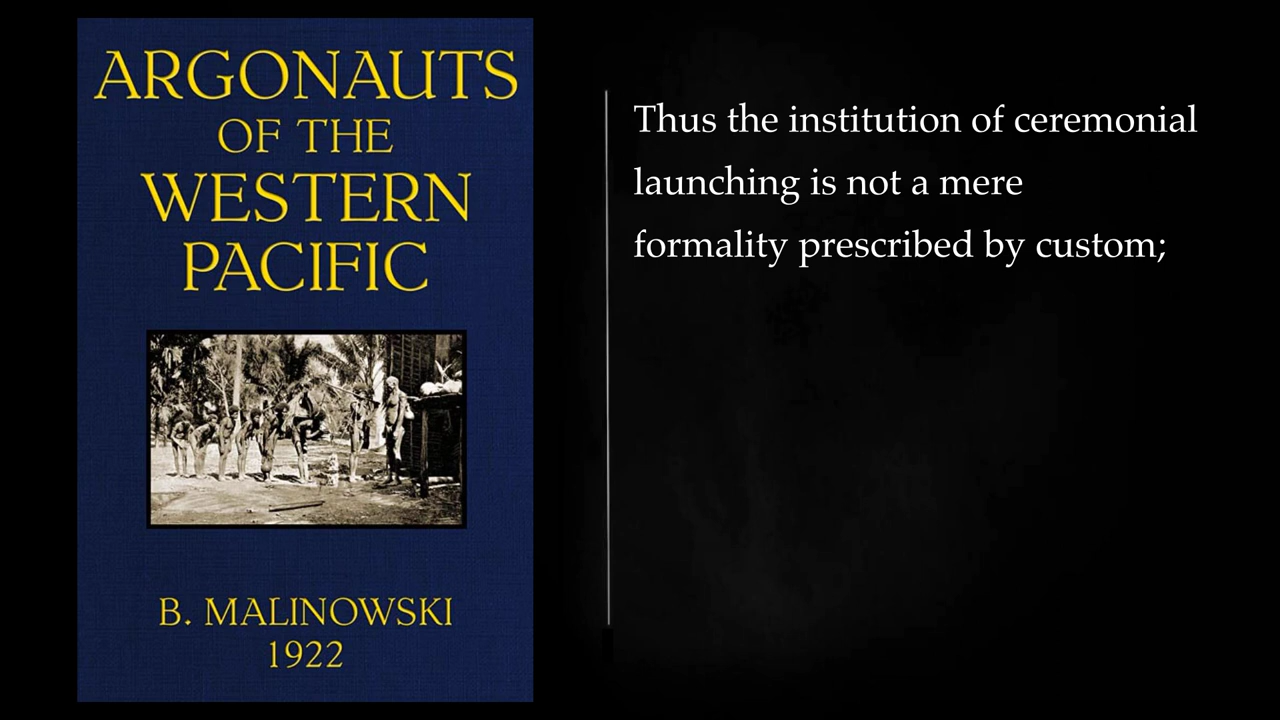 ARGONAUTS
OF THE
WESTERN
PACIFIC
B. MALINOWSKI
1922
Thus the institution of ceremonial
launching is not a mere
formality prescribed by custom;